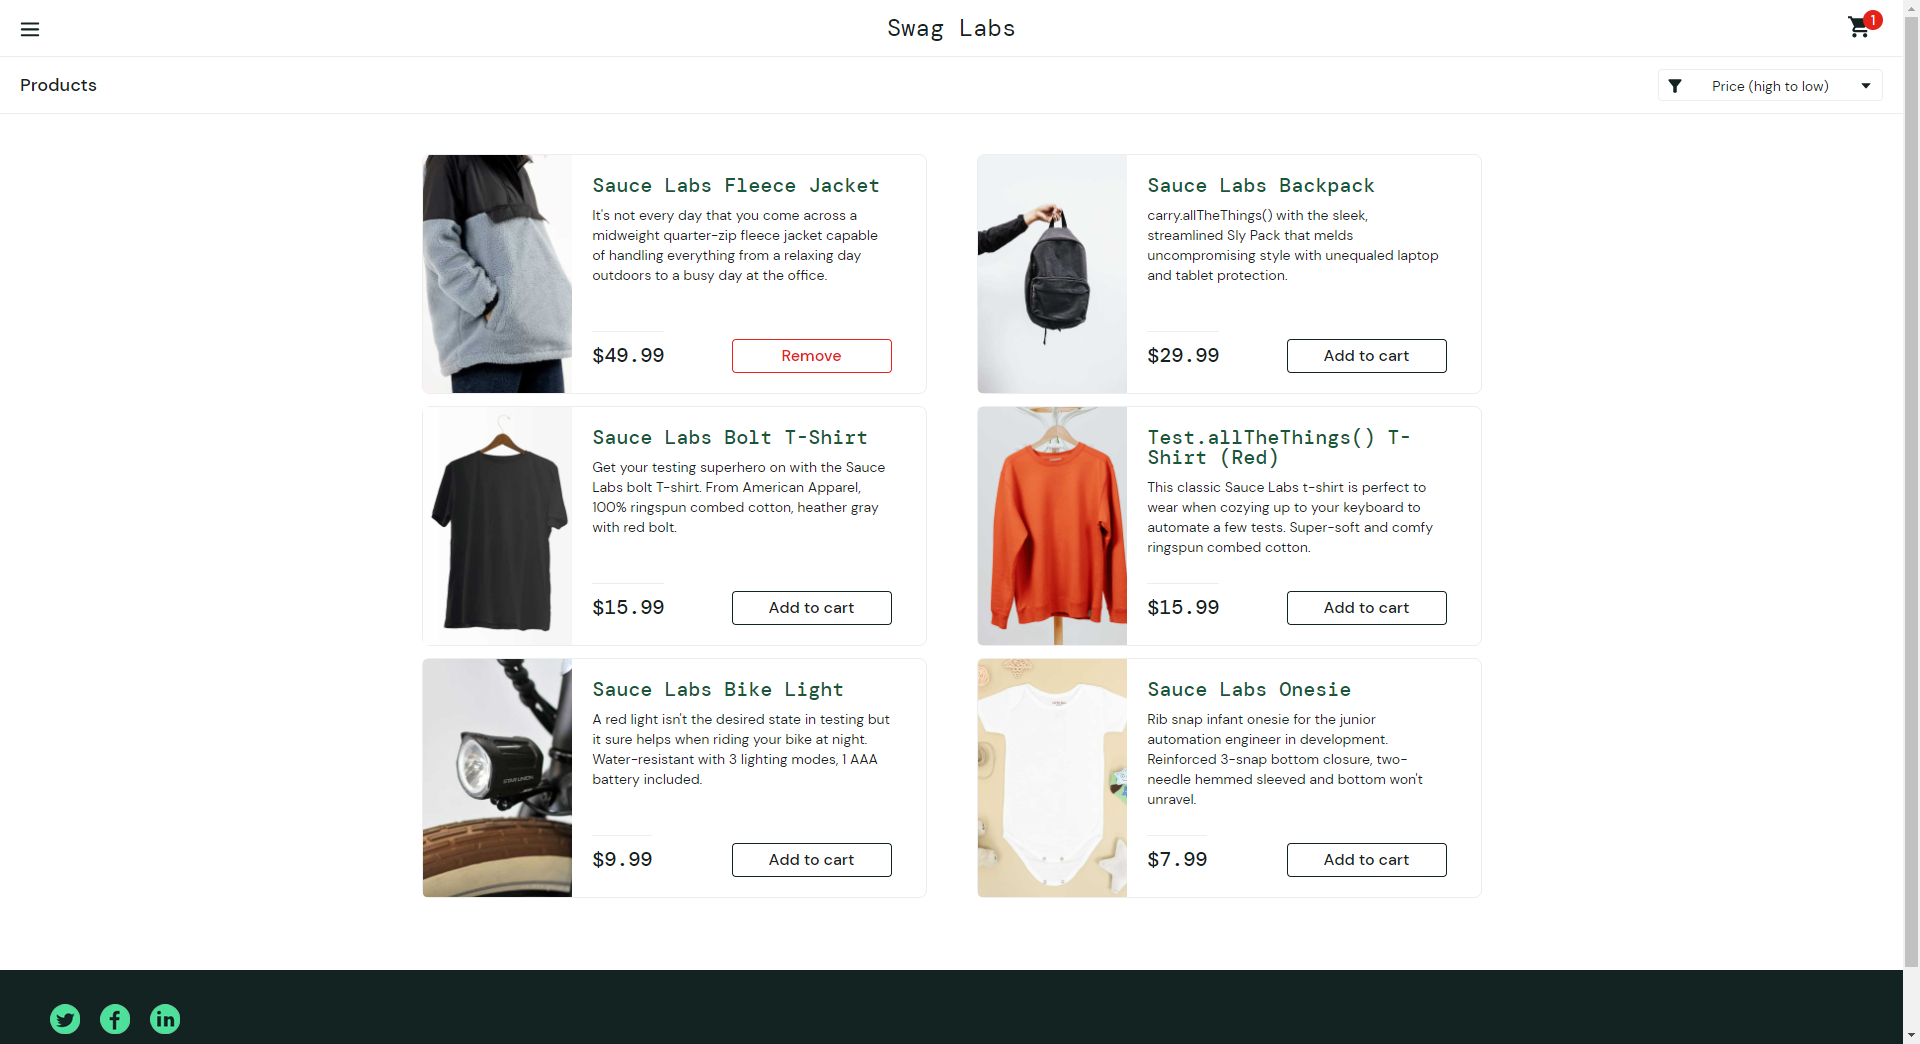 Swag Labs
1
Products
Price (high to low)
Sauce Labs Fleece Jacket
It's not every day that you come across a
midweight quarter-zip fleece jacket capable
of handling everything from a relaxing day
outdoors to a busy day at the office.
$49.99
Remove
Sauce Labs Backpack
carry.allTheThings() with the sleek,
streamlined Sly Pack that melds
uncompromising style with unequaled laptop
and tablet protection.
$29.99
Add to cart
Sauce Labs Bolt T-Shirt
Get your testing superhero on with the Sauce
Labs bolt T-shirt. From American Apparel,
100% ringspun combed cotton, heather gray
with red bolt.
$15.99
Add to cart
Test.allTheThings() T-
Shirt (Red)
This classic Sauce Labs t-shirt is perfect to
wear when cozying up to your keyboard to
automate a few tests. Super-soft and comfy
ringspun combed cotton.
$15.99
Add to cart
Sauce Labs Bike Light
A red light isn't the desired state in testing but
it sure helps when riding your bike at night.
Water-resistant with 3 lighting modes, 1 AAA
battery included.
$9.99
Add to cart
Sauce Labs Onesie
Rib snap infant onesie for the junior
automation engineer in development.
Reinforced 3-snap bottom closure, two-
needle hemmed sleeved and bottom won't
unravel.
$7.99
Add to cart